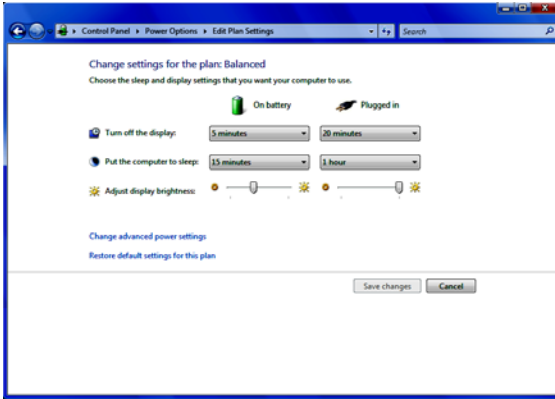 Control Panel ▸ Power Options ▸ Edit Plan Settings
Search
Change settings for the plan: Balanced
Choose the sleep and display settings that you want your computer to use.
On battery Plugged in
Turn off the display: 5 minutes 20 minutes
Put the computer to sleep: 15 minutes 1 hour
Adjust display brightness:
Change advanced power settings
Restore default settings for this plan
Save changes Cancel